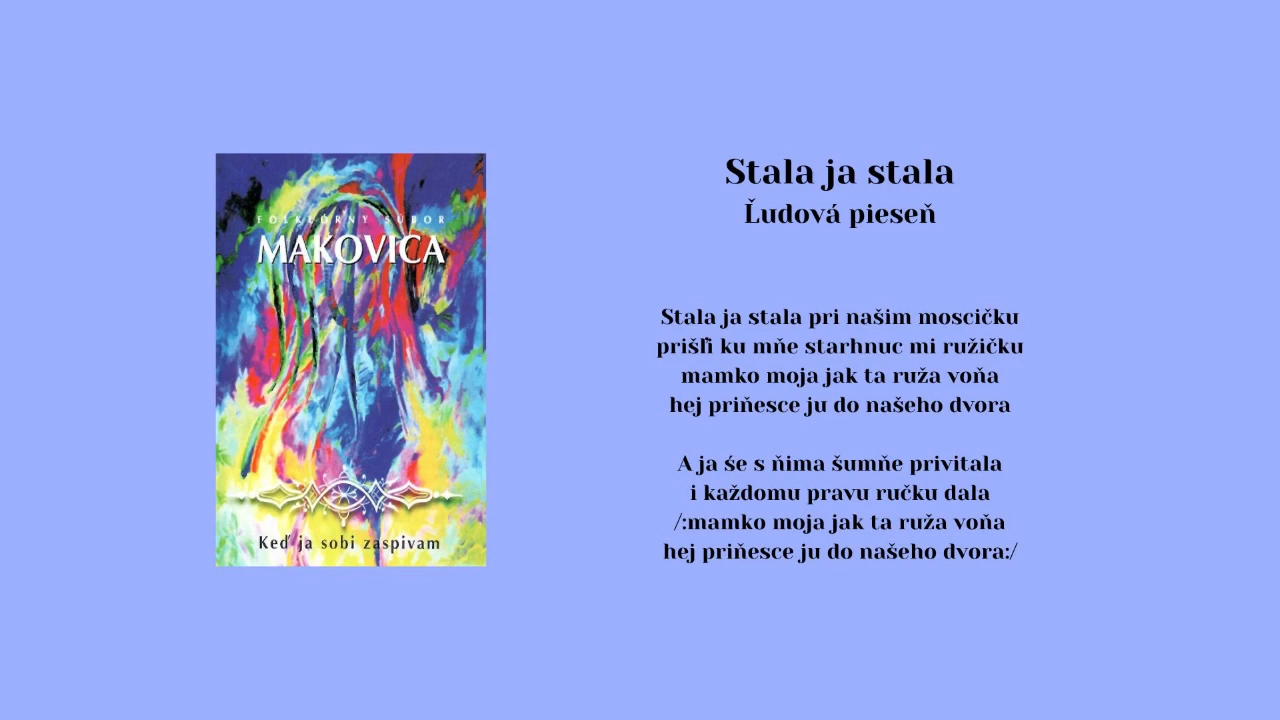 FOLKLÓRNY SÚBOR
MAKOVICA
Keď ja sobi zaspivam
Stala ja stala
Ľudová pieseň
Stala ja stala pri našim moscičku
prišľi ku mňe starhnuc mi ružičku
mamko moja jak ta ruža voňa
hej priňesce ju do našeho dvora
A ja śe s ňima šumňe privitala
i každomu pravu ručku dala
/:mamko moja jak ta ruža voňa
hej priňesce ju do našeho dvora:/